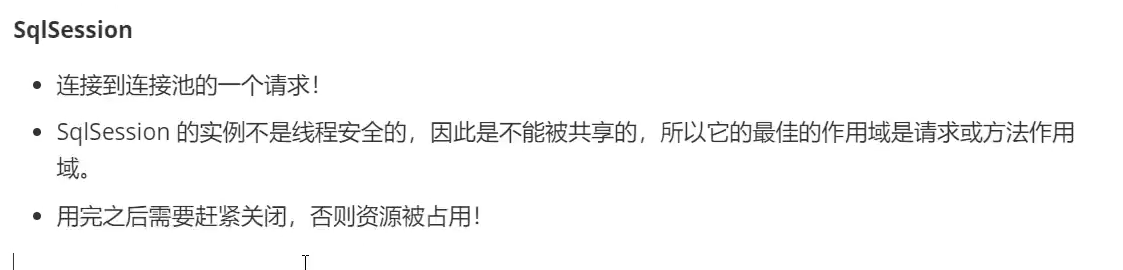 SqlSession
连接到连接池的一个请求！
SqlSession 的实例不是线程安全的，因此是不能被共享的，所以它的最佳的作用域是请求或方法作用
域。
用完之后需要赶紧关闭，否则资源被占用！